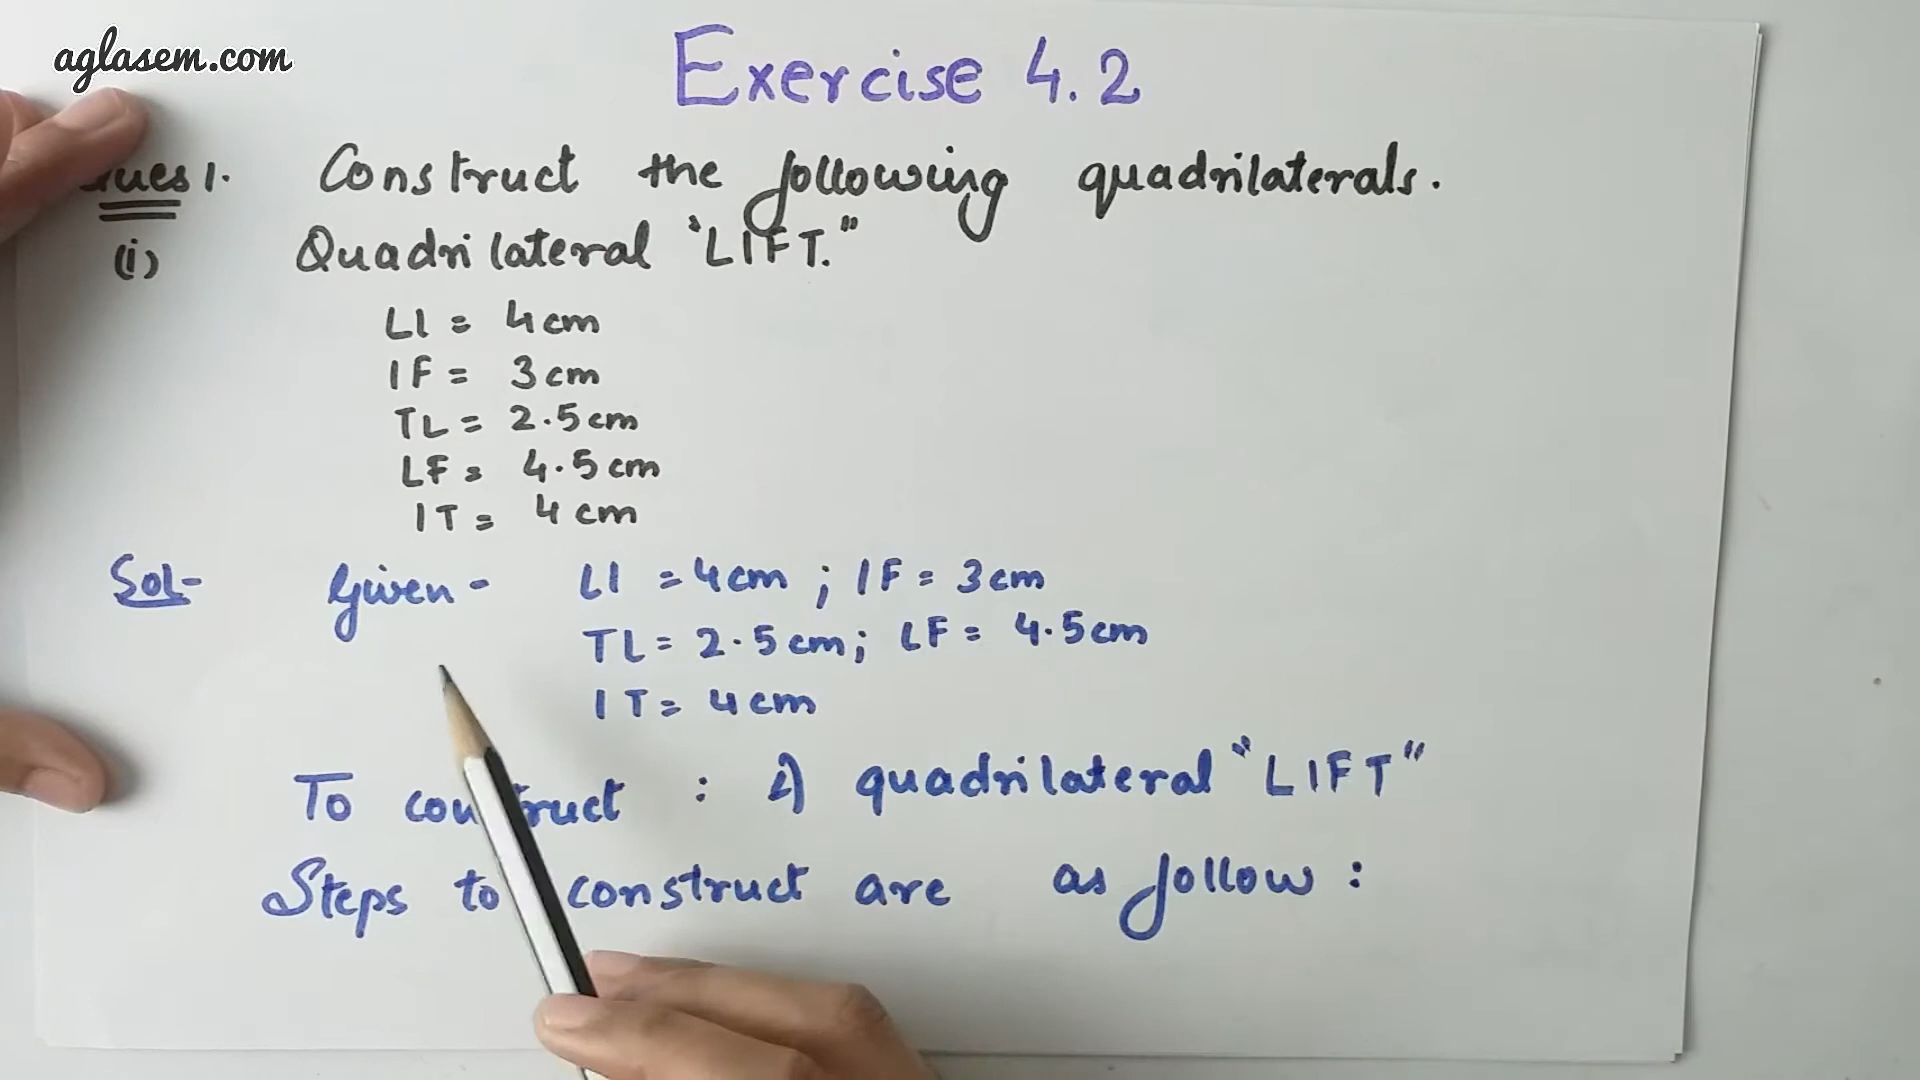 aglasem.com
Exercise 4.2
Ques 1. Construct the following quadrilaterals.
(i) Quadrilateral "LIFT."
LI = 4cm
IF = 3cm
TL = 2.5cm
LF = 4.5cm
IT = 4cm
Sol- Given - LI = 4cm ; IF = 3cm
TL = 2.5cm; LF = 4.5cm
IT = 4cm
To construct : A quadrilateral "LIFT"
Steps to construct are as follow :